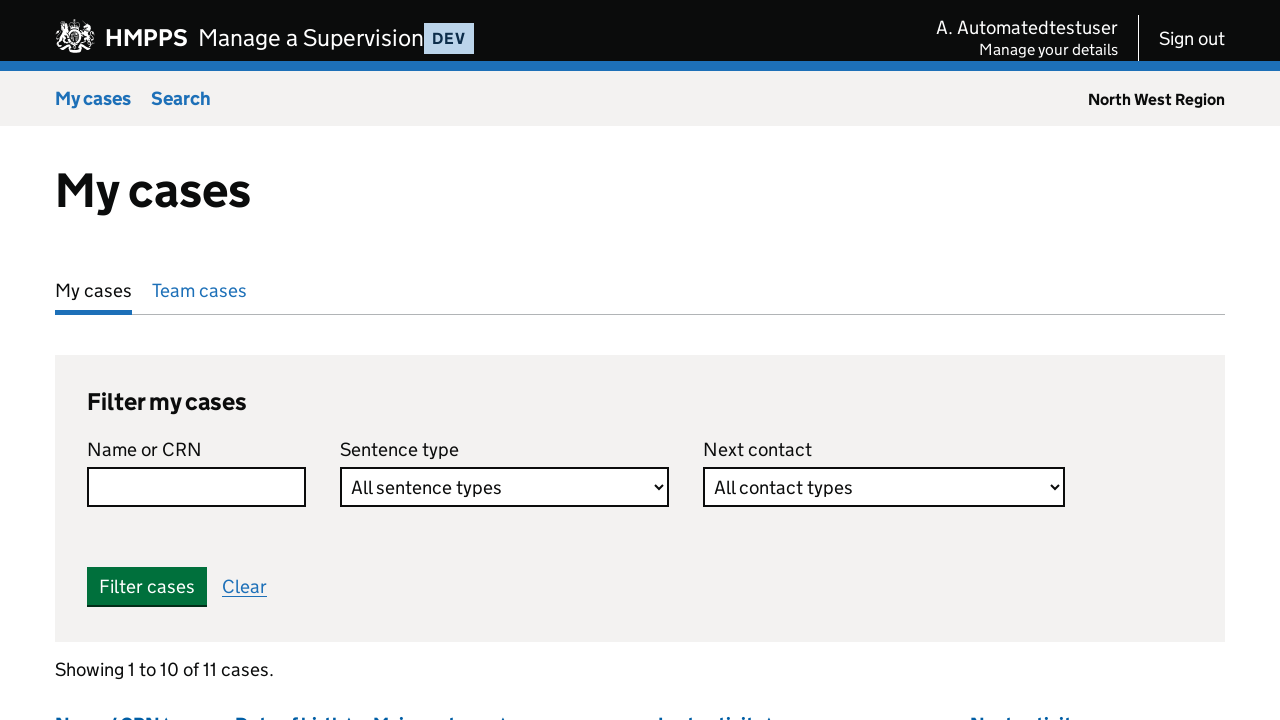 HMPPS Manage a Supervision DEV
A. Automatedtestuser
Manage your details
Sign out
My cases Search North West Region
My cases
My cases Team cases
Filter my cases
Name or CRN Sentence type Next contact
All sentence types All contact types
Filter cases Clear
Showing 1 to 10 of 11 cases.